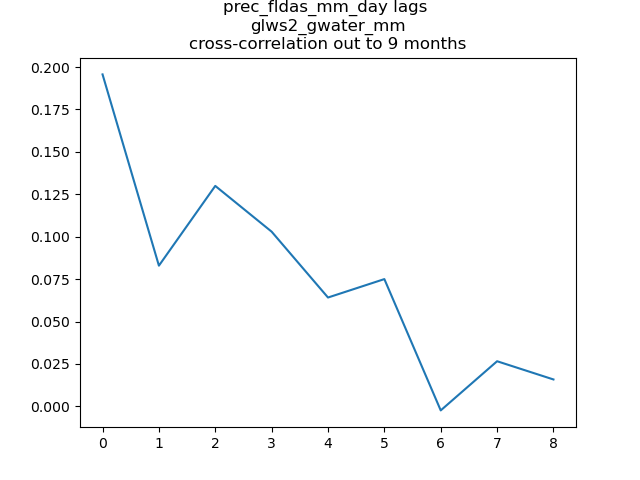 prec_fldas_mm_day lags
glws2_gwater_mm
cross-correlation out to 9 months
0.200
0.175
0.150
0.125
0.100
0.075
0.050
0.025
0.000
0 1 2 3 4 5 6 7 8